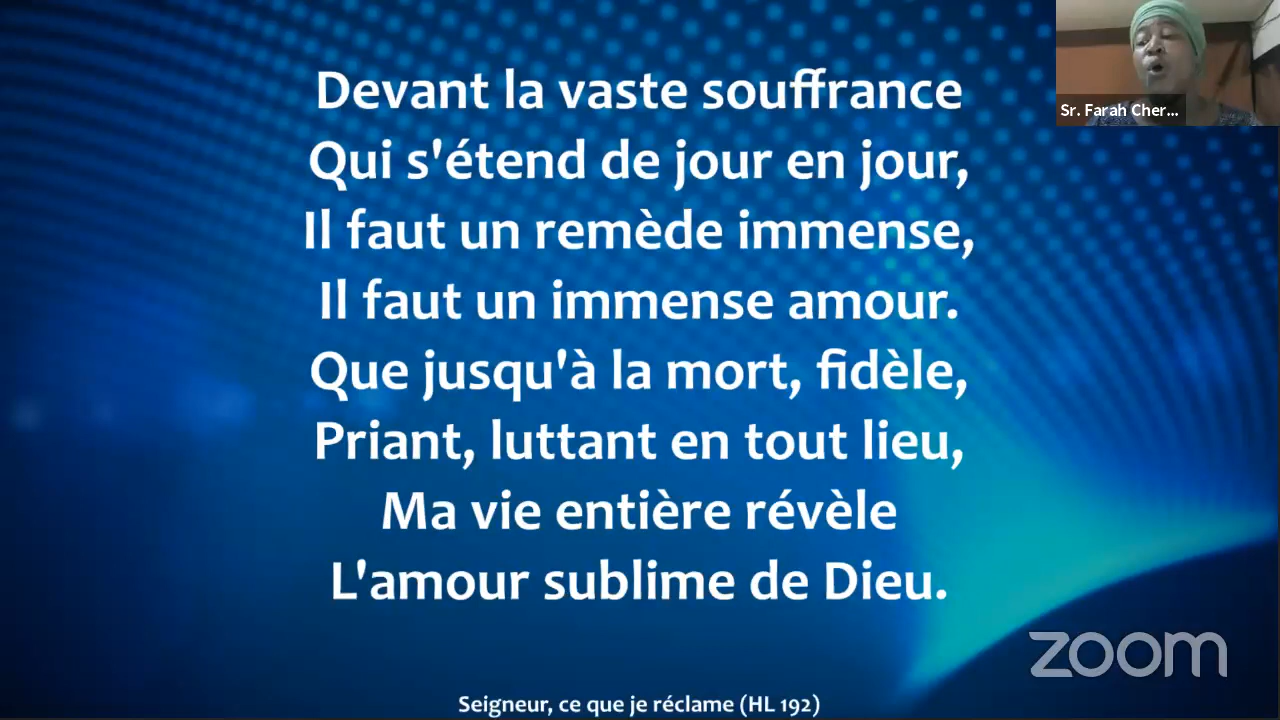 Devant la vaste souffrance
Qui s'étend de jour en jour,
Il faut un remède immense,
Il faut un immense amour.
Que jusqu'à la mort, fidèle,
Priant, luttant en tout lieu,
Ma vie entière révèle
L'amour sublime de Dieu.
Seigneur, ce que je réclame (HL 192)
Sr. Farah Cher...
zoom